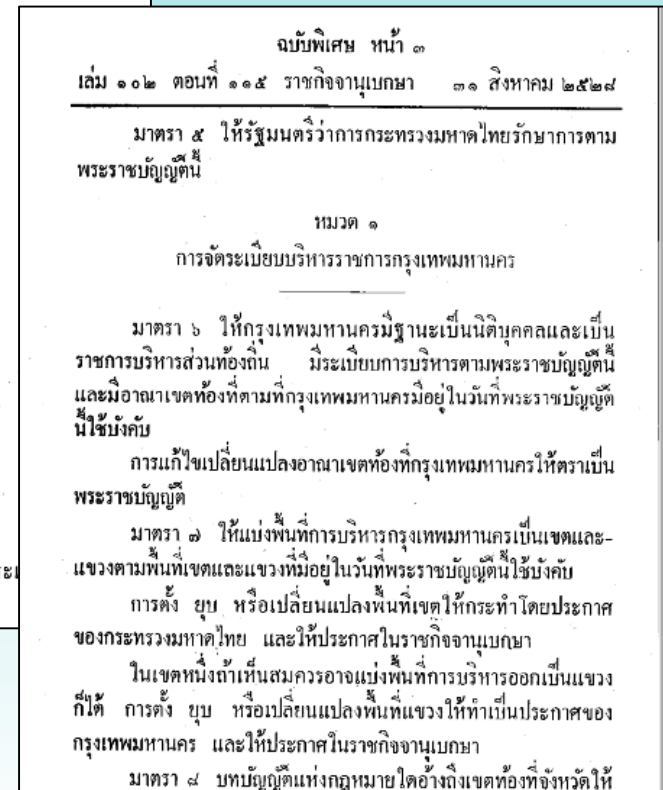 ฉบับพิเศษ หน้า ๓
เล่ม ๑๐๒ ตอนที่ ๑๑๕ ราชกิจจานุเบกษา ๓๑ สิงหาคม ๒๕๒๘
มาตรา ๕ ให้รัฐมนตรีว่าการกระทรวงมหาดไทยรักษาการตาม
พระราชบัญญัตินี้
หมวด ๑
การจัดระเบียบบริหารราชการกรุงเทพมหานคร
มาตรา ๖ ให้กรุงเทพมหานครมีฐานะเป็นนิติบุคคลและเป็น
ราชการบริหารส่วนท้องถิ่น มีระเบียบการบริหารตามพระราชบัญญัตินี้
และมีอาณาเขตท้องที่ตามที่กรุงเทพมหานครมีอยู่ในวันที่พระราชบัญญัติ
นี้ใช้บังคับ
การแก้ไขเปลี่ยนแปลงอาณาเขตท้องที่กรุงเทพมหานครให้ตราเป็น
พระราชบัญญัติ
มาตรา ๗ ให้แบ่งพื้นที่การบริหารกรุงเทพมหานครเป็นเขตและ-
แขวงตามพื้นที่เขตและแขวงที่มีอยู่ในวันที่พระราชบัญญัตินี้ใช้บังคับ
การตั้ง ยุบ หรือเปลี่ยนแปลงพื้นที่เขตให้กระทำโดยประกาศ
ของกระทรวงมหาดไทย และให้ประกาศในราชกิจจานุเบกษา
ในเขตหนึ่งถ้าเห็นสมควรอาจแบ่งพื้นที่การบริหารออกเป็นแขวง
ก็ได้ การตั้ง ยุบ หรือเปลี่ยนแปลงพื้นที่แขวงให้ทำเป็นประกาศของ
กรุงเทพมหานคร และให้ประกาศในราชกิจจานุเบกษา
มาตรา ๘ บทบัญญัติแห่งกฎหมายใดอ้างถึงเขตท้องที่จังหวัดให้